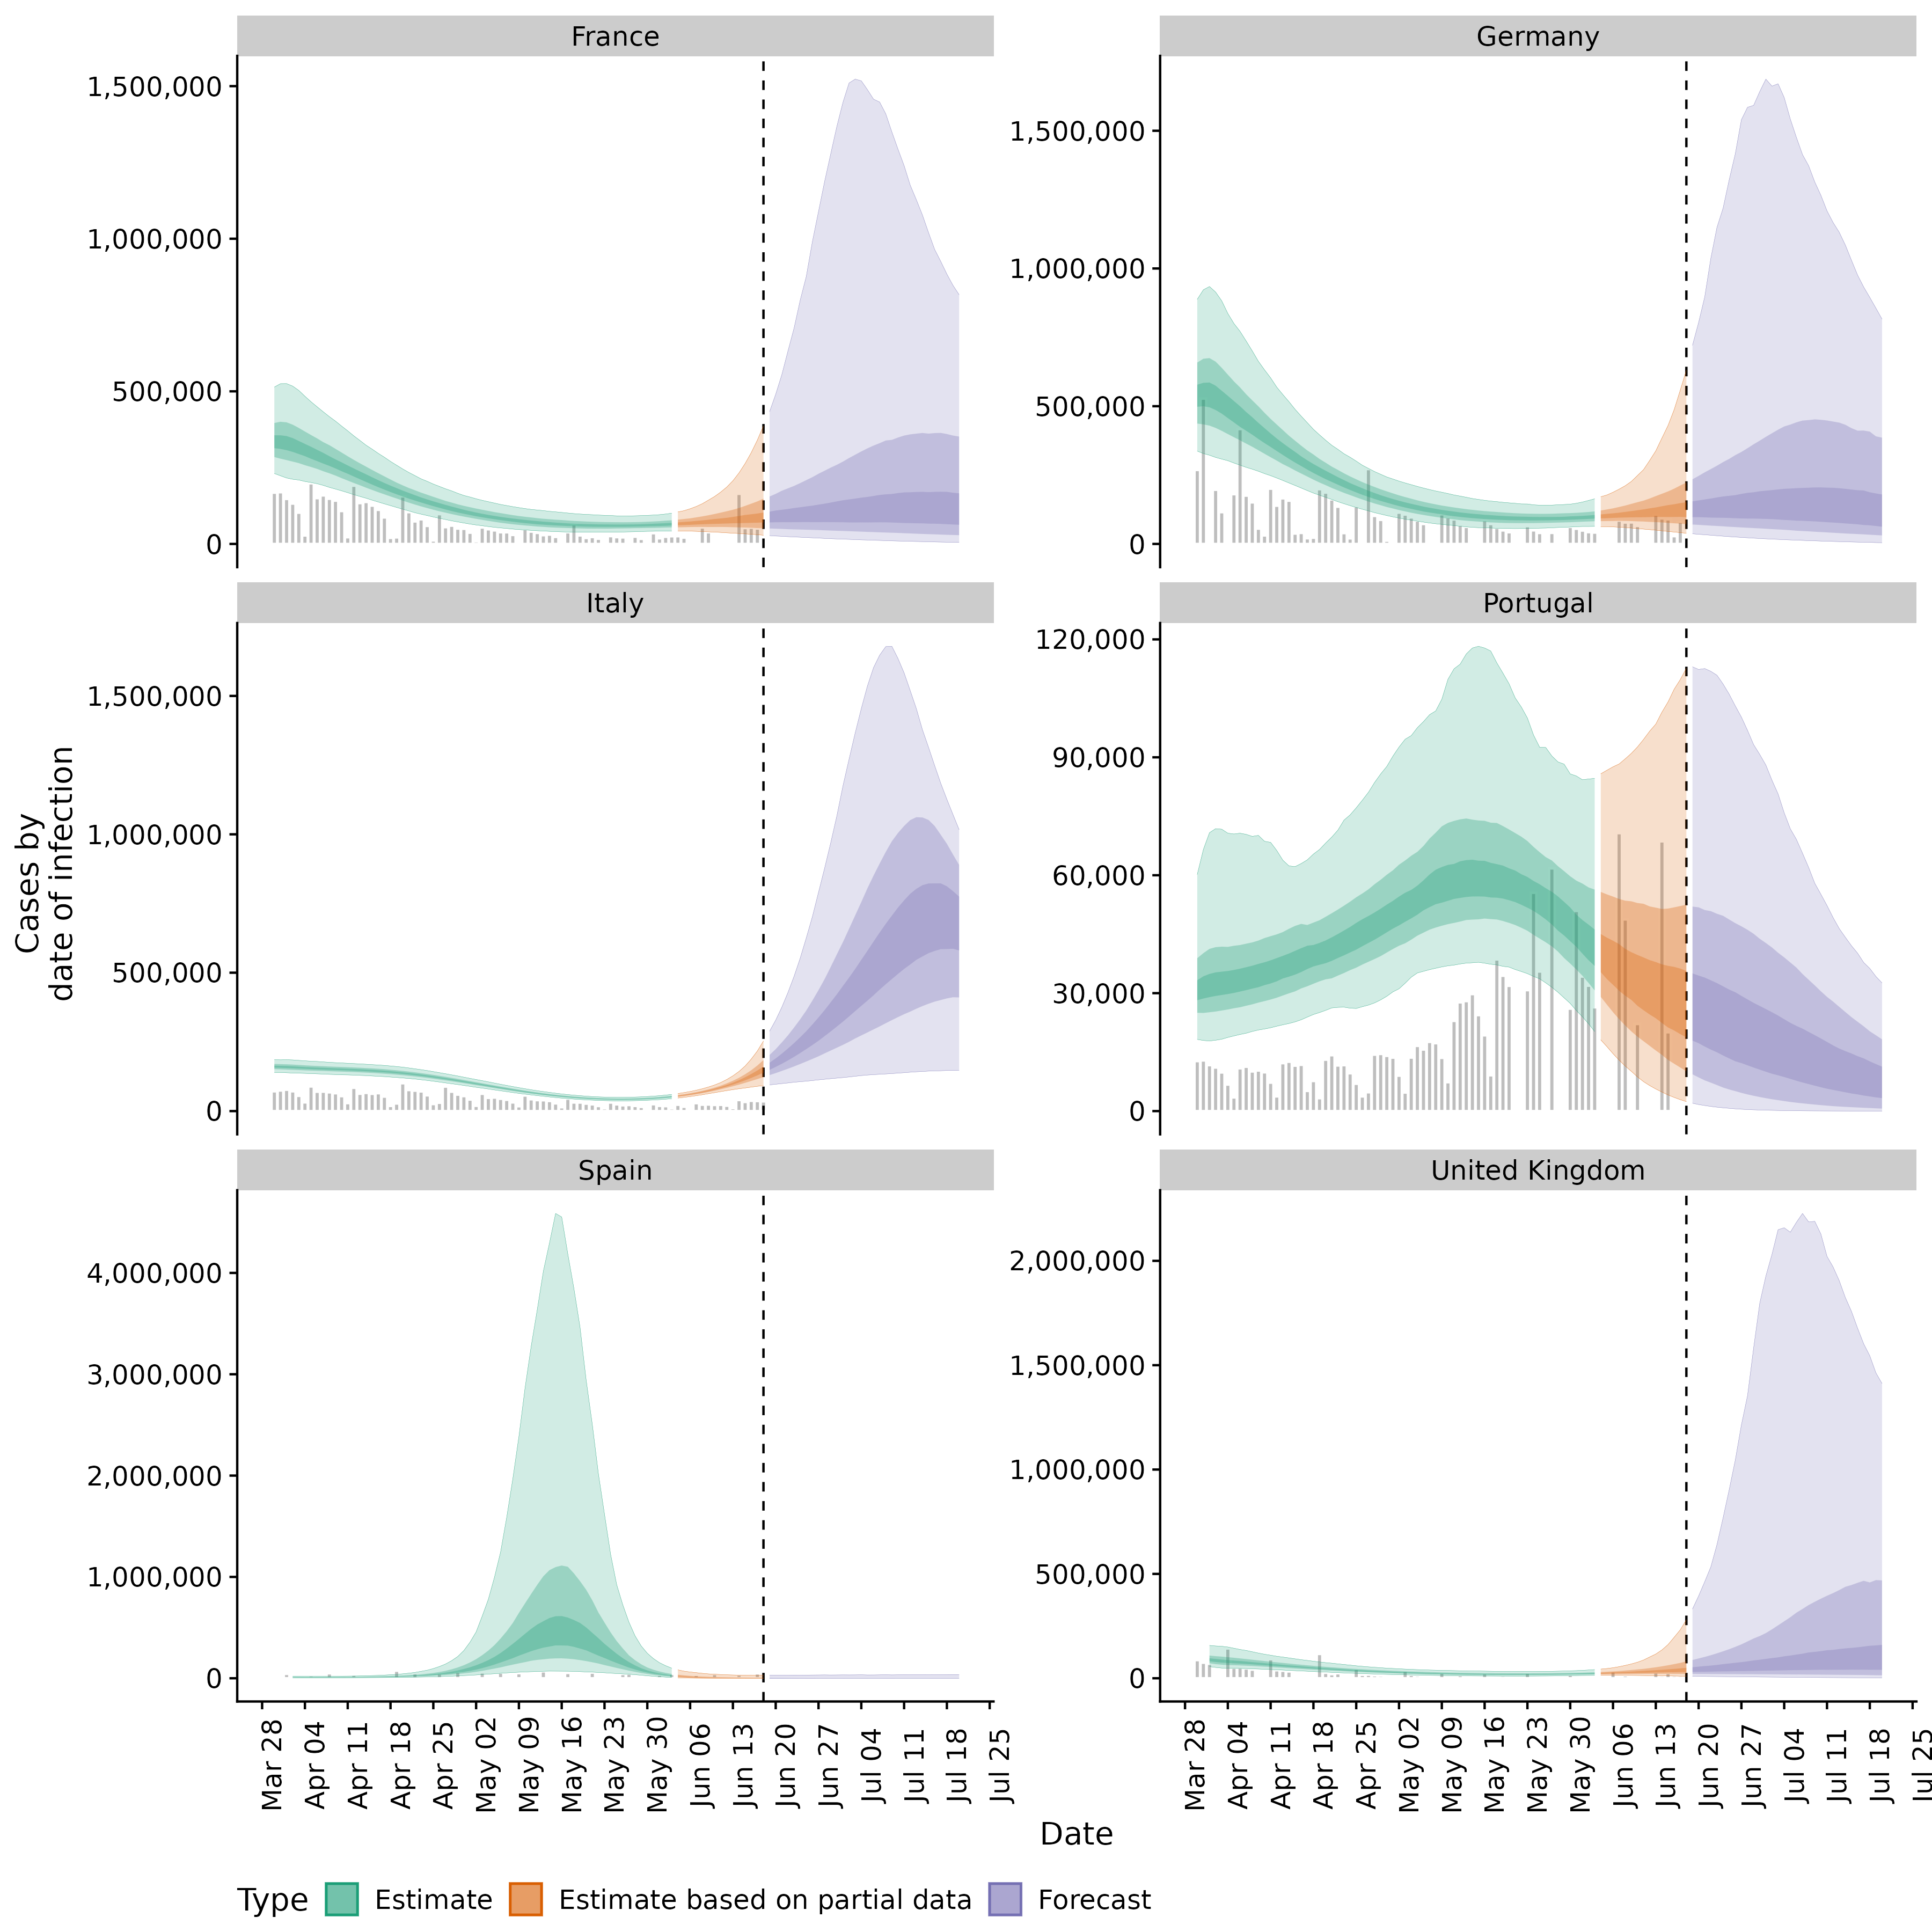 France
Germany
1,500,000
1,000,000
500,000
0
1,500,000
1,000,000
500,000
0
Italy
Portugal
1,500,000
1,000,000
500,000
0
120,000
90,000
60,000
30,000
0
Spain
United Kingdom
4,000,000
3,000,000
2,000,000
1,000,000
0
2,000,000
1,500,000
1,000,000
500,000
0
Cases by
date of infection
Mar 28
Apr 04
Apr 11
Apr 18
Apr 25
May 02
May 09
May 16
May 23
May 30
Jun 06
Jun 13
Jun 20
Jun 27
Jul 04
Jul 11
Jul 18
Jul 25
Mar 28
Apr 04
Apr 11
Apr 18
Apr 25
May 02
May 09
May 16
May 23
May 30
Jun 06
Jun 13
Jun 20
Jun 27
Jul 04
Jul 11
Jul 18
Jul 25
Date
Type Estimate Estimate based on partial data Forecast